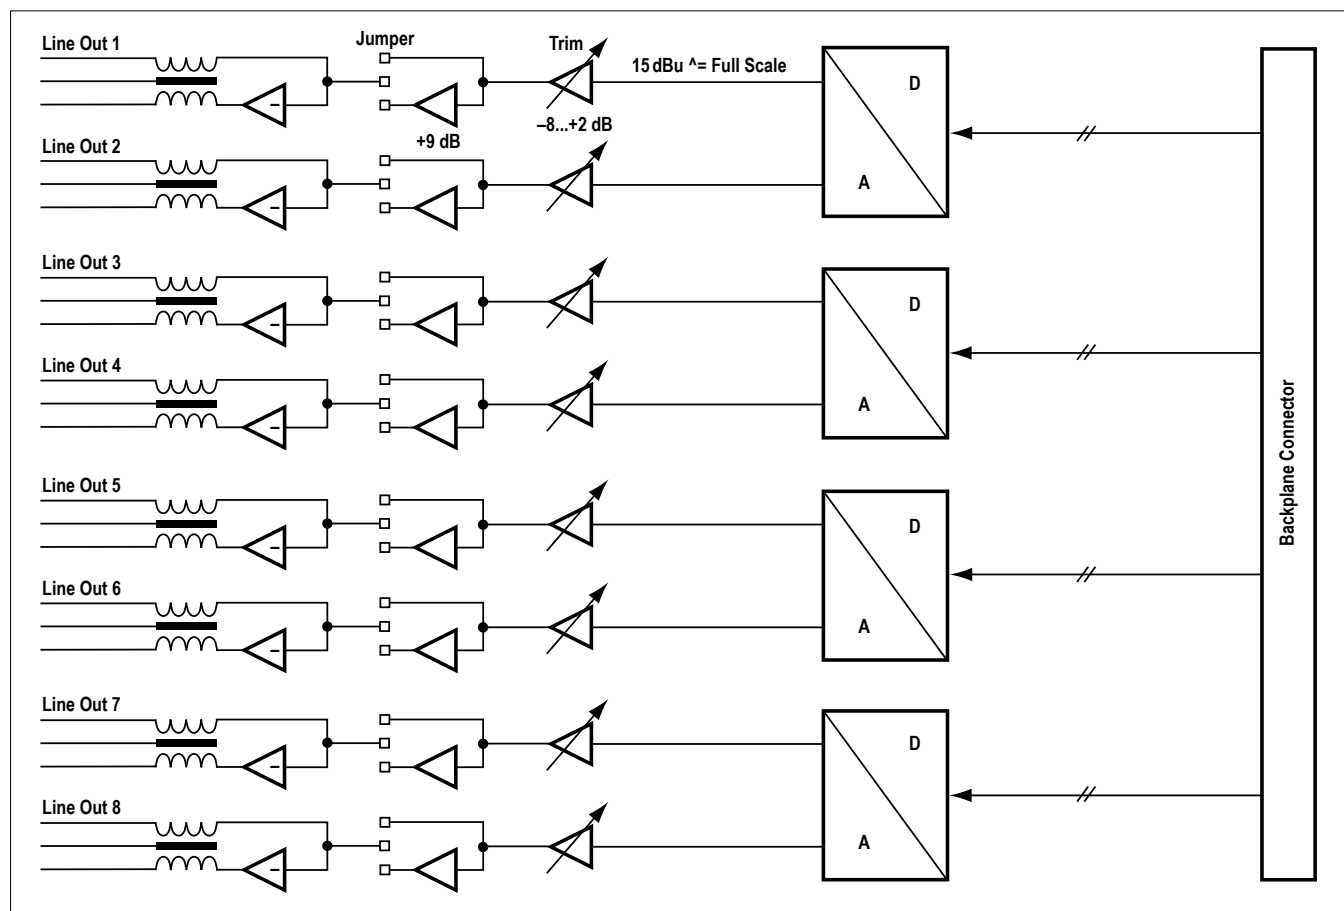 Line Out 1
Jumper
Trim
15 dBu ^= Full Scale
D
–8...+2 dB
+9 dB
Line Out 2
A
Line Out 3
D
Line Out 4
A
Backplane Connector
Line Out 5
D
Line Out 6
A
Line Out 7
D
Line Out 8
A